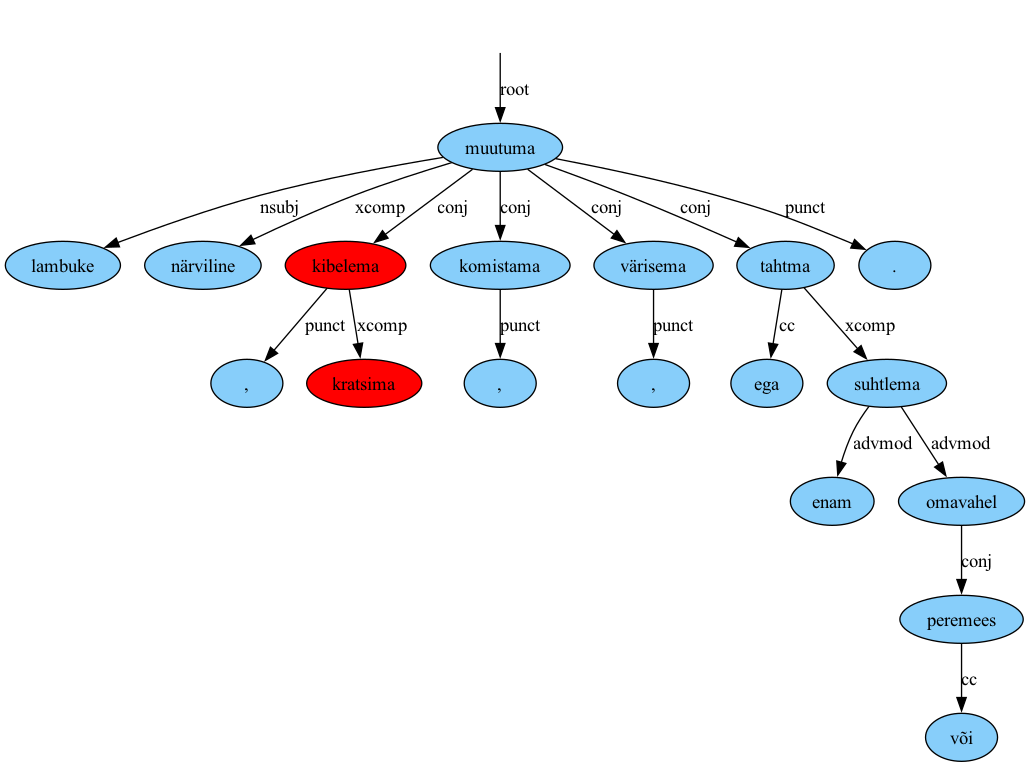 root
muutuma
nsubj xcomp conj conj conj conj punct
lambuke närviline kibelema komistama värisema tahtma .
punct xcomp punct punct cc xcomp
, kratsima , , ega suhtlema
advmod advmod
enam omavahel
conj
peremees
cc
või